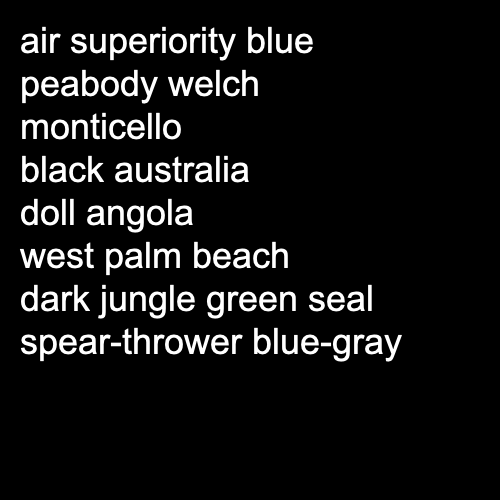 air superiority blue
peabody welch
monticello
black australia
doll angola
west palm beach
dark jungle green seal
spear-thrower blue-gray